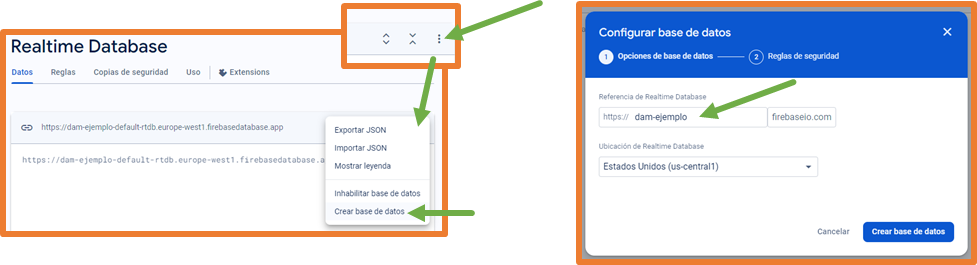 Realtime Database
Datos Reglas Copias de seguridad Uso Extensions
https://dam-ejemplo-default-rtdb.europe-west1.firebasedatabase.app
https://dam-ejemplo-default-rtdb.europe-west1.firebasedatabase.a
Exportar JSON
Importar JSON
Mostrar leyenda
Inhabilitar base de datos
Crear base de datos
Configurar base de datos
1 Opciones de base de datos 2 Reglas de seguridad
Referencia de Realtime Database
https:// dam-ejemplo firebaseio.com
Ubicación de Realtime Database
Estados Unidos (us-central1)
Cancelar Crear base de datos